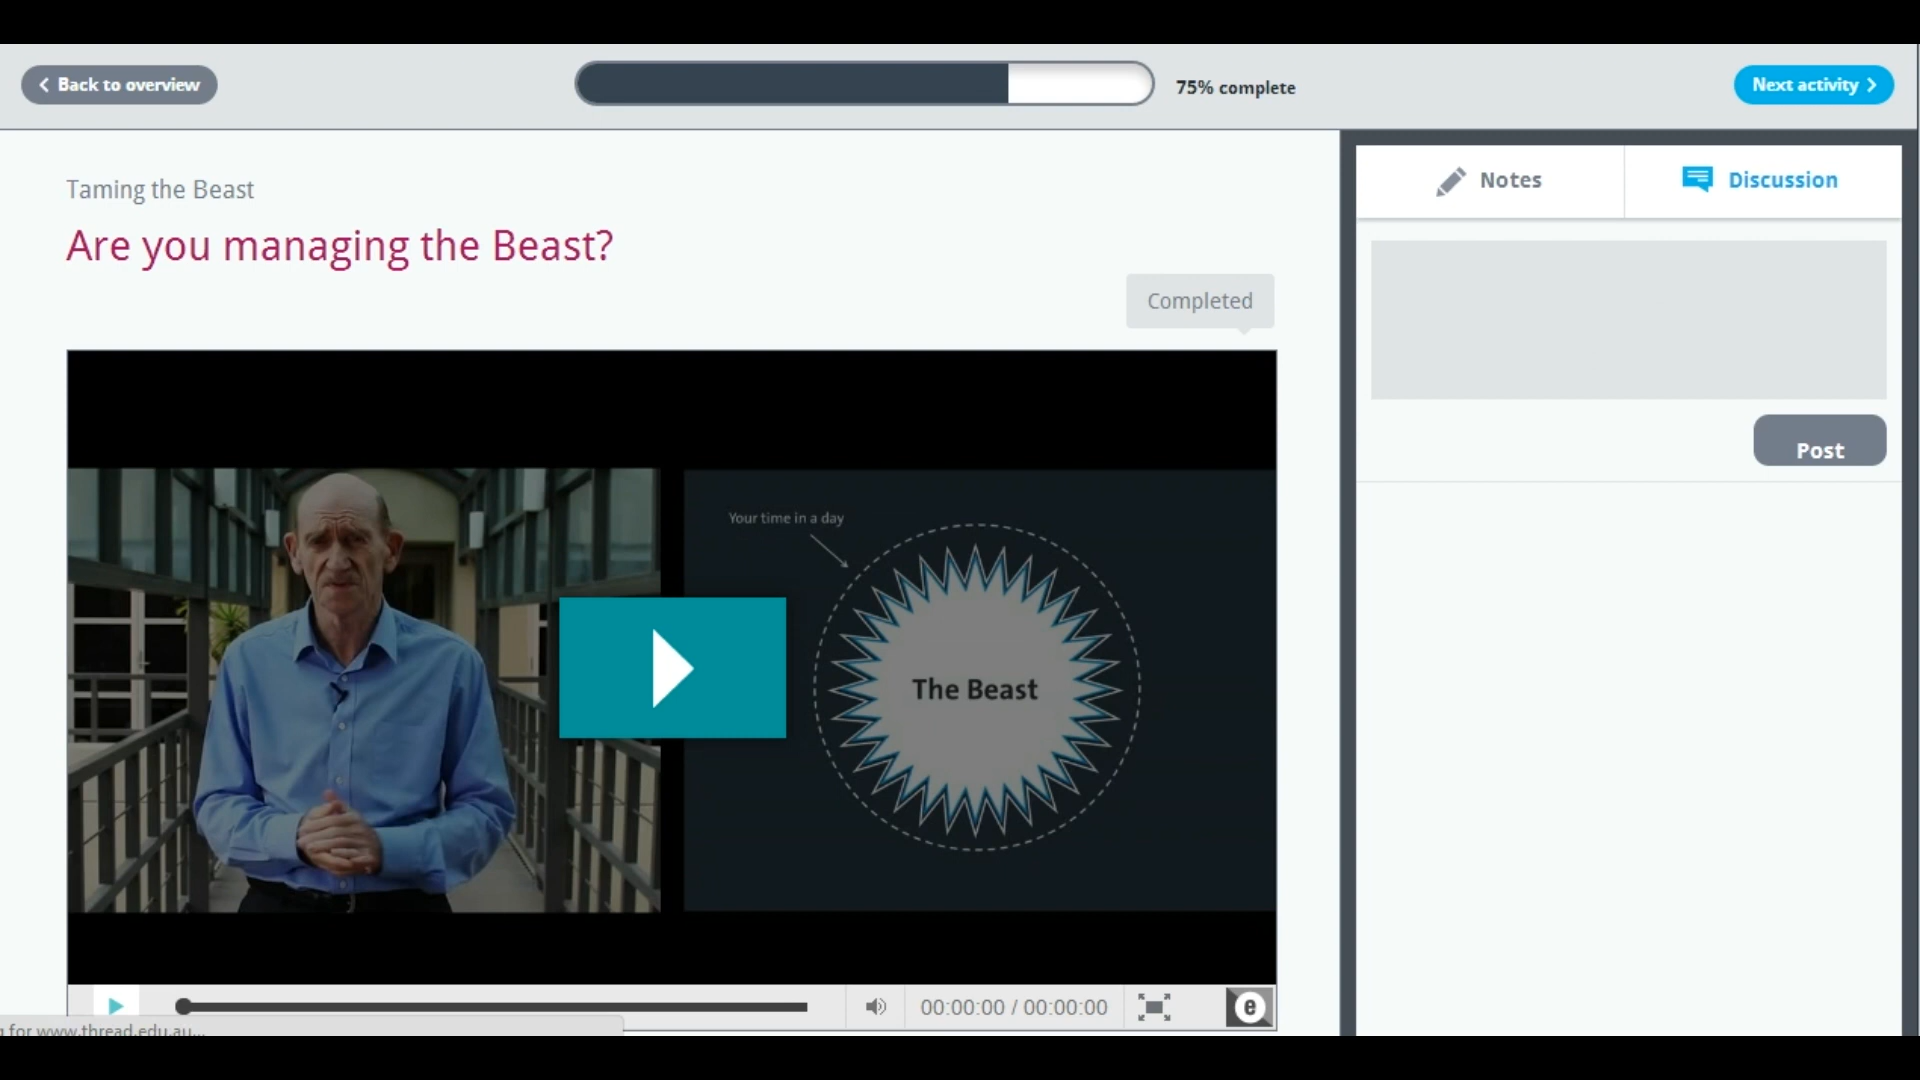 Back to overview
75% complete
Next activity
Taming the Beast
Are you managing the Beast?
Completed
Notes
Discussion
Post
Your time in a day
The Beast
00:00:00 / 00:00:00
e
g for www.thread.edu.au...